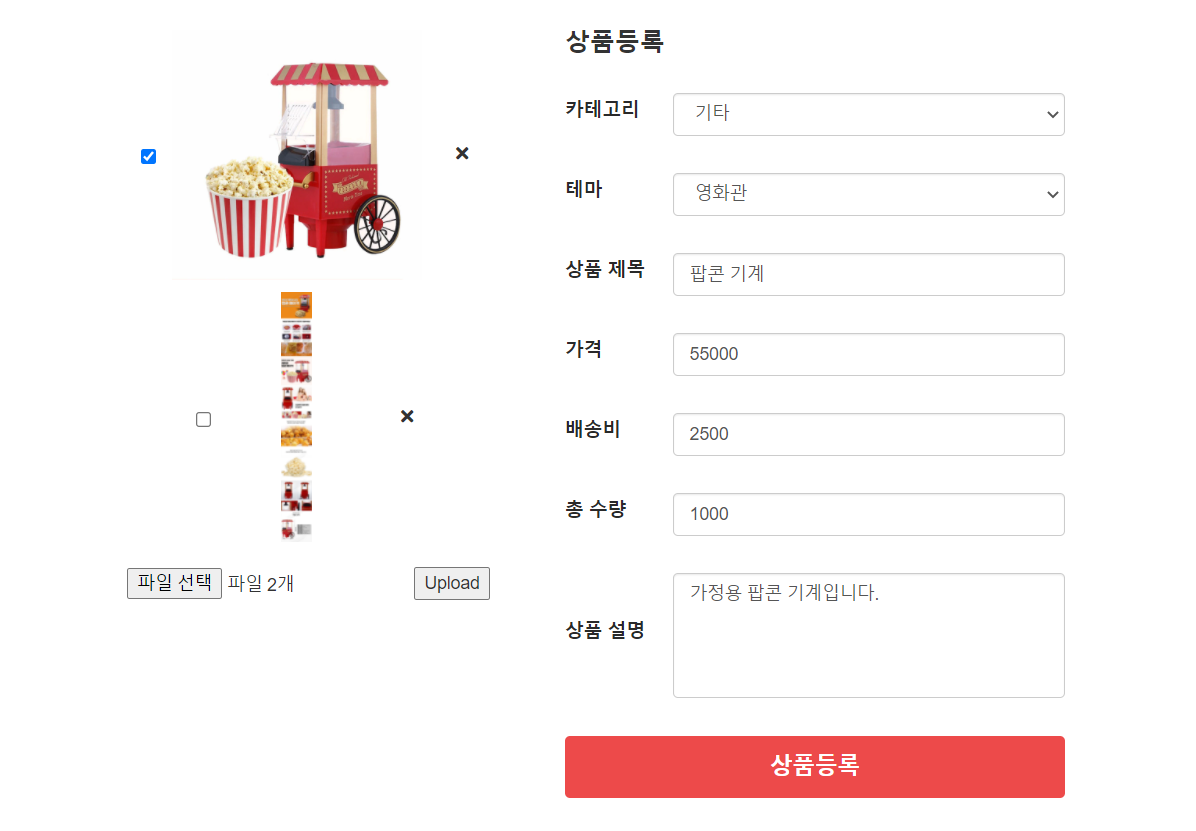 파일 선택 파일 2개 Upload
상품등록
카테고리 기타
테마 영화관
상품 제목 팝콘 기계
가격 55000
배송비 2500
총 수량 1000
상품 설명 가정용 팝콘 기계입니다.
상품등록